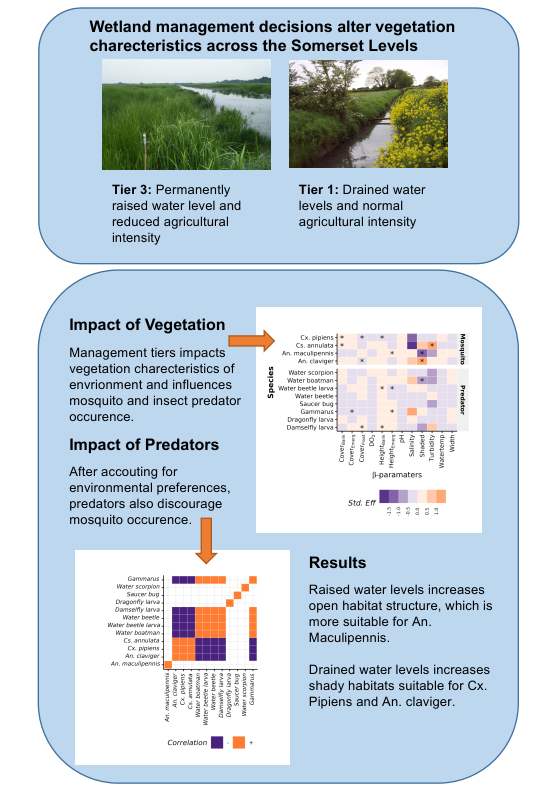 Wetland management decisions alter vegetation
charecteristics across the Somerset Levels
Tier 3: Permanently
raised water level and
reduced agricultural
intensity
Tier 1: Drained water
levels and normal
agricultural intensity
Impact of Vegetation
Management tiers impacts
vegetation charecteristics of
envrionment and influences
mosquito and insect predator
occurence.
Impact of Predators
After accouting for
environmental preferences,
predators also discourage
mosquito occurence.
Species
Cx. pipiens
Cs. annulata
An. maculipennis
An. claviger
Water scorpion
Water boatman
Water beetle larva
Water beetle
Saucer bug
Gammarus
Dragonfly larva
Damselfly larva
Mosquito
Predator
Cover Bank
Cover Emerg
Cover Float
DO2
Height Bank
Height Emerg
pH
Salinity
Shaded
Turbidity
Watertemp
Width
β-paramaters
Std. Eff
-1.5
-1.0
-0.5
0.0
0.5
1.0
Gammarus
Water scorpion
Saucer bug
Dragonfly larva
Damselfly larva
Water beetle
Water beetle larva
Water boatman
Cs. annulata
Cx. pipiens
An. claviger
An. maculipennis
An. maculipennis
An. claviger
Cx. pipiens
Cs. annulata
Water boatman
Water beetle larva
Water beetle
Damselfly larva
Dragonfly larva
Saucer bug
Water scorpion
Gammarus
Correlation - +
Results
Raised water levels increases
open habitat structure, which is
more suitable for An.
Maculipennis.
Drained water levels increases
shady habitats suitable for Cx.
Pipiens and An. claviger.